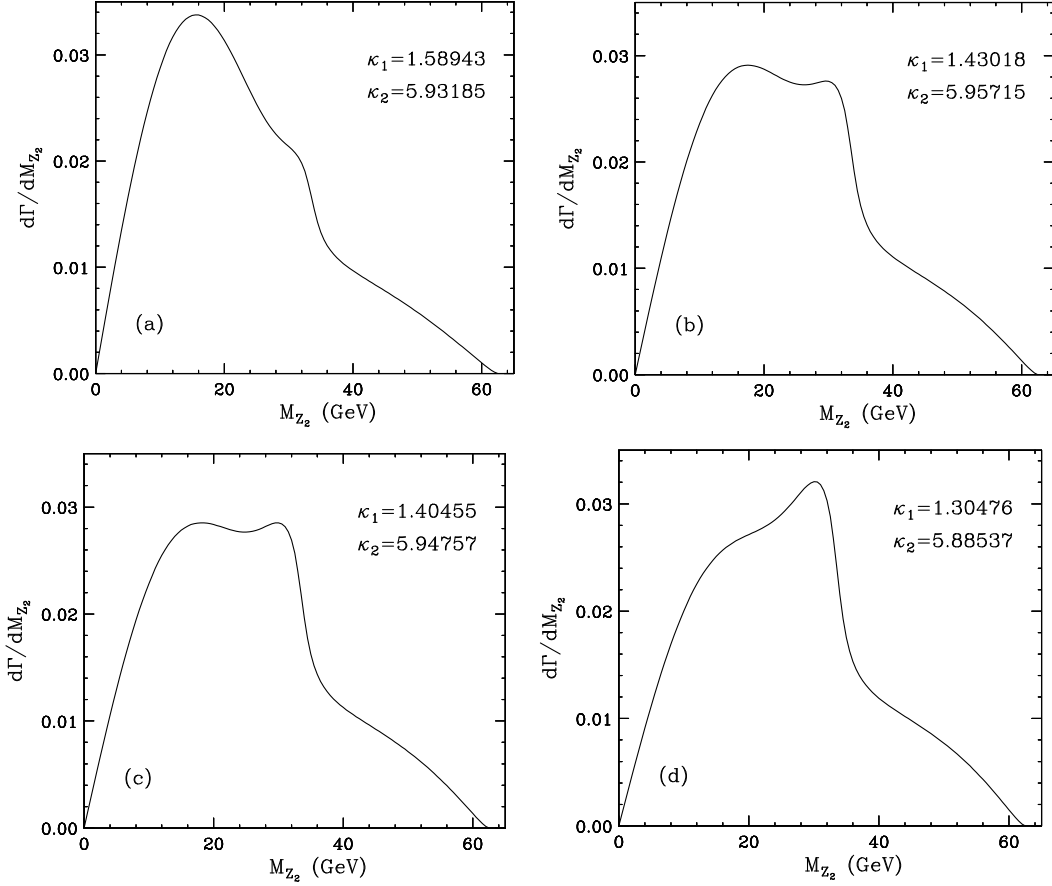 0.03
κ1=1.58943
κ2=5.93185
0.02
dΓ/dMZ2
0.01
(a)
0.00
0 20 40 60
MZ2 (GeV)
0.03
κ1=1.43018
κ2=5.95715
0.02
dΓ/dMZ2
0.01
(b)
0.00
0 20 40 60
MZ2 (GeV)
0.03
κ1=1.40455
κ2=5.94757
0.02
dΓ/dMZ2
0.01
(c)
0.00
0 20 40 60
MZ2 (GeV)
0.03
κ1=1.30476
κ2=5.88537
0.02
dΓ/dMZ2
0.01
(d)
0.00
0 20 40 60
MZ2 (GeV)